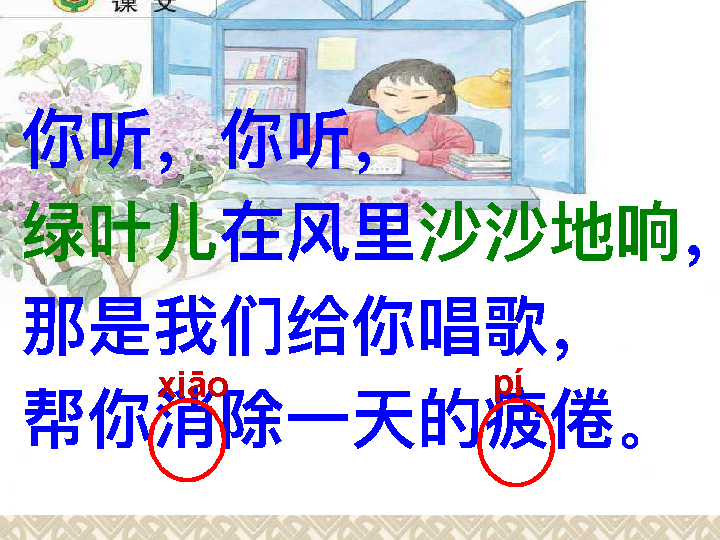 课 文
你听，你听，
绿叶儿在风里沙沙地响，
那是我们给你唱歌，
xiāo pí
帮你消除一天的疲倦。